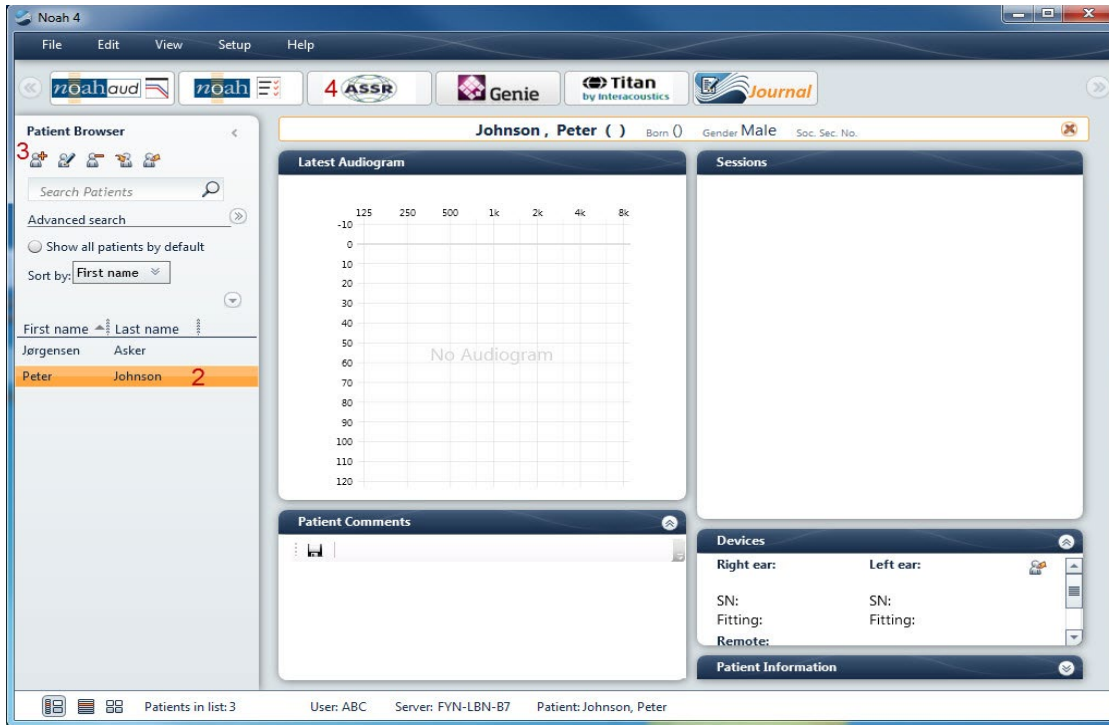 Noah 4
File Edit View Setup Help
noah aud noah 4 ASSR Genie Titan by Interacoustics Journal
Patient Browser
3
Search Patients
Advanced search
Show all patients by default
Sort by: First name
First name Last name
Jørgensen Asker
Peter Johnson 2
Johnson , Peter ( ) Born () Gender Male Soc. Sec. No.
Latest Audiogram
125 250 500 1k 2k 4k 8k
-10
0
10
20
30
40
50
No Audiogram
60
70
80
90
100
110
120
Patient Comments
Sessions
Devices
Right ear: Left ear:
SN: SN:
Fitting: Fitting:
Remote:
Patient Information
Patients in list: 3 User: ABC Server: FYN-LBN-B7 Patient: Johnson, Peter